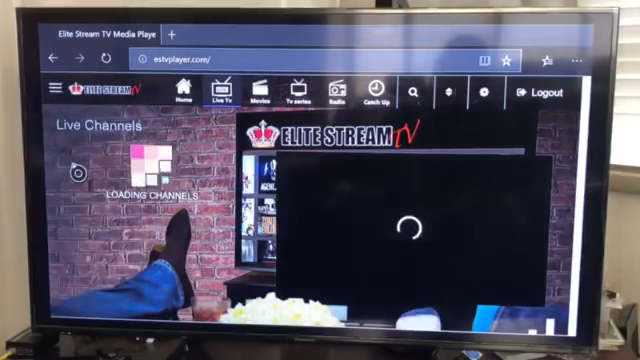 Elite Stream TV Media Playe
estvplayer.com/
ELITE STREAM TV
Home
Live Tv
Movies
Tv series
Radio
Catch Up
Logout
Live Channels
ELITE STREAM TV
LOADING CHANNELS